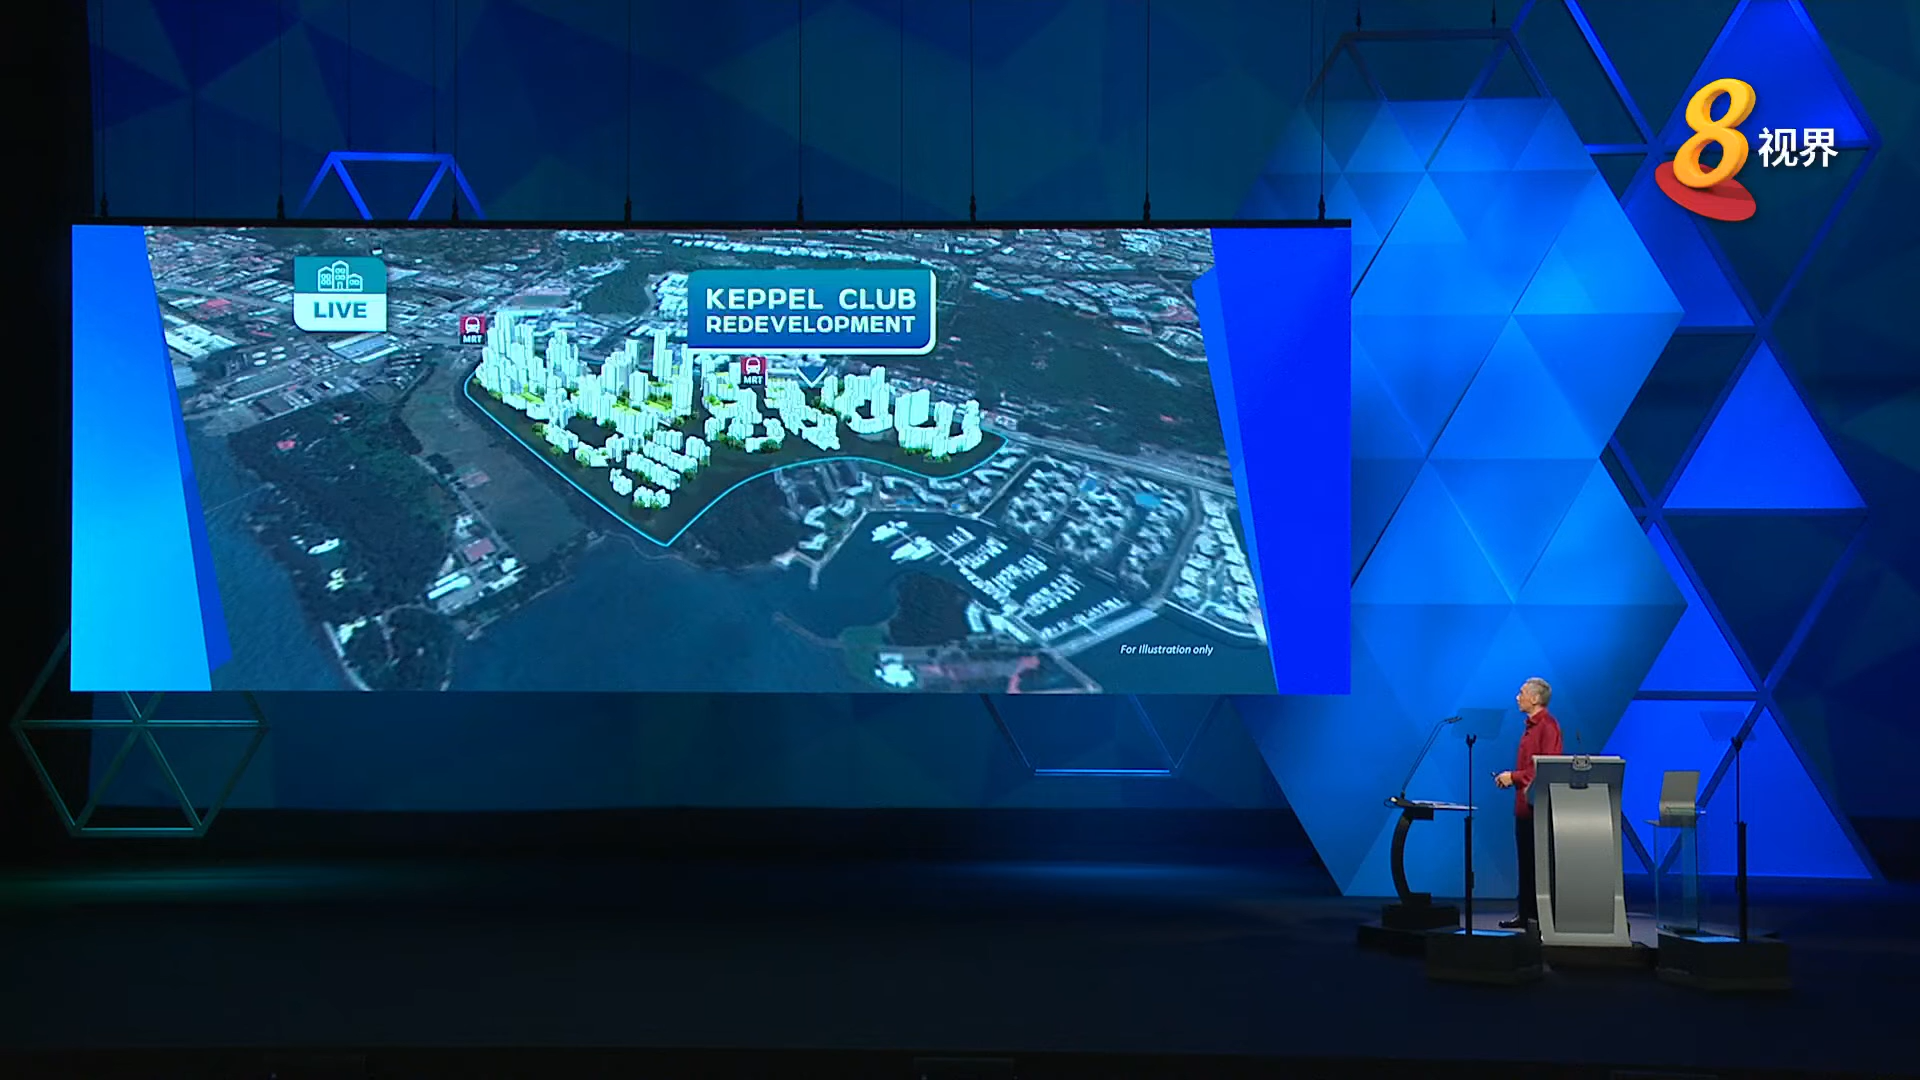 8视界
LIVE
KEPPEL CLUB
REDEVELOPMENT
MRT
MRT
For Illustration only